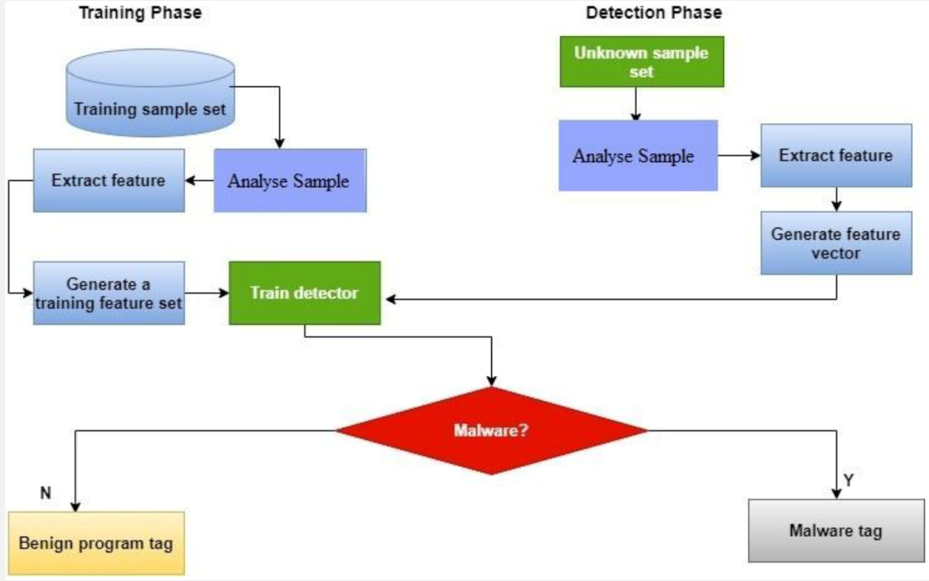 Training Phase
Detection Phase
Training sample set
Unknown sample
set
Extract feature
Analyse Sample
Analyse Sample
Extract feature
Generate a
training feature set
Train detector
Generate feature
vector
Malware?
N
Y
Benign program tag
Malware tag